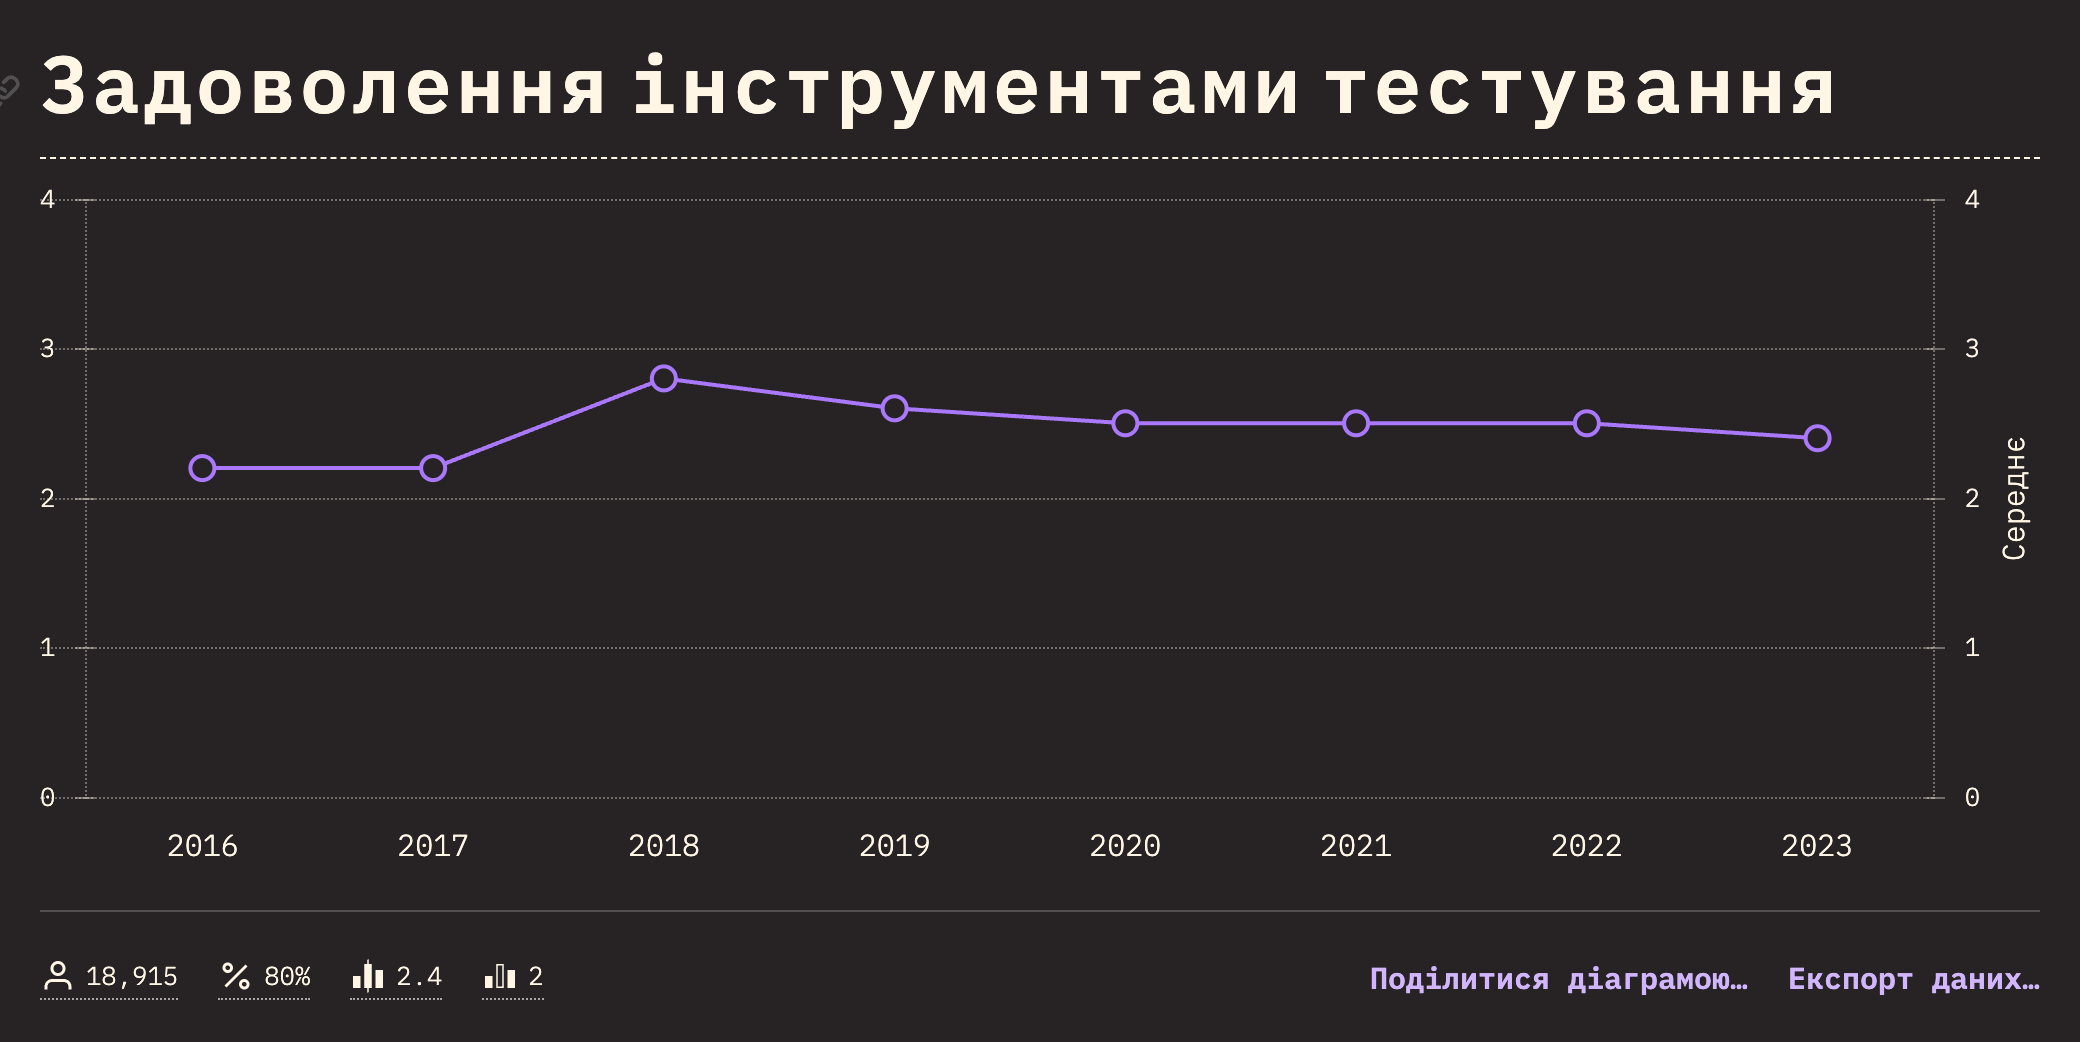 Задоволення інструментами тестування
4 4
3 3
2 2
1 1
0 0
Середнє
2016 2017 2018 2019 2020 2021 2022 2023
18,915 80% 2.4 2 Поділитися діаграмою… Експорт даних…